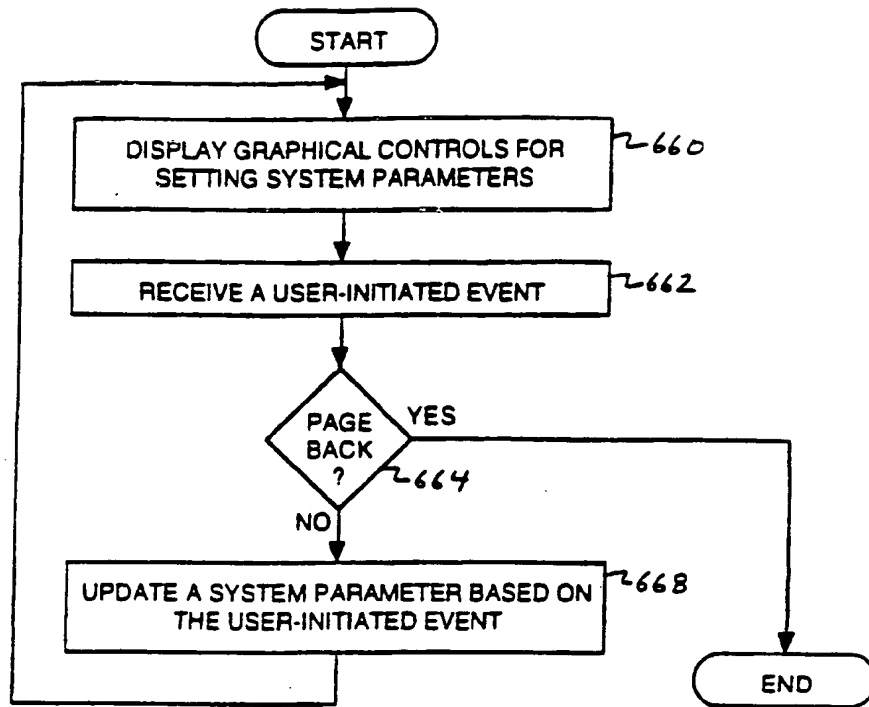 START
DISPLAY GRAPHICAL CONTROLS FOR
SETTING SYSTEM PARAMETERS
660
RECEIVE A USER-INITIATED EVENT
662
PAGE
BACK
?
YES
664
NO
UPDATE A SYSTEM PARAMETER BASED ON
THE USER-INITIATED EVENT
668
END